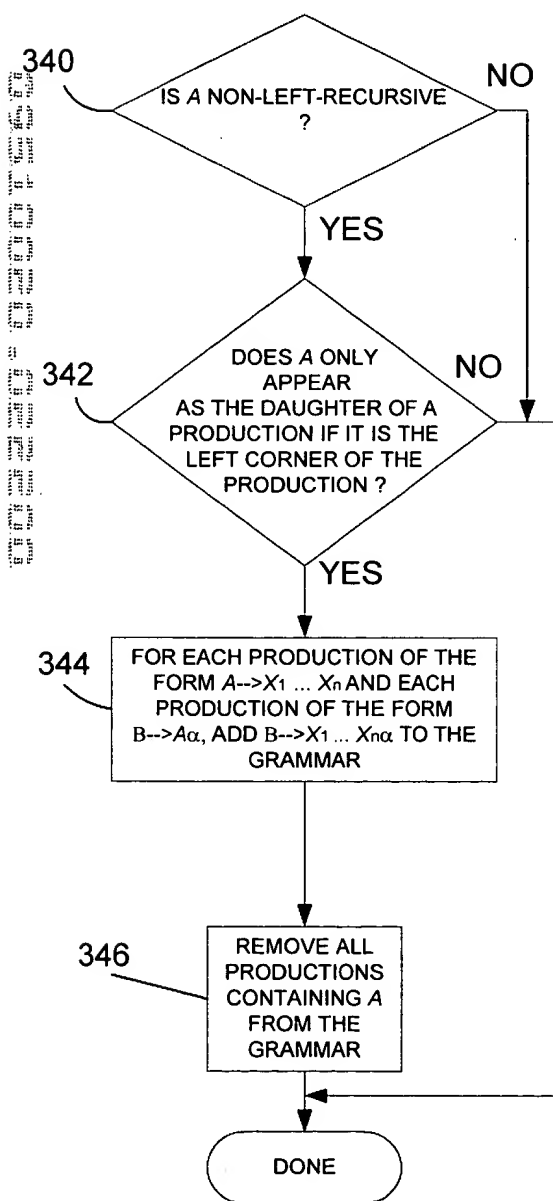 340
IS A NON-LEFT-RECURSIVE
?
NO
YES
342
DOES A ONLY
APPEAR
AS THE DAUGHTER OF A
PRODUCTION IF IT IS THE
LEFT CORNER OF THE
PRODUCTION ?
NO
YES
344
FOR EACH PRODUCTION OF THE
FORM A-->X1 ... Xn AND EACH
PRODUCTION OF THE FORM
B-->Aα, ADD B-->X1 ... Xnα TO THE
GRAMMAR
346
REMOVE ALL
PRODUCTIONS
CONTAINING A
FROM THE
GRAMMAR
DONE